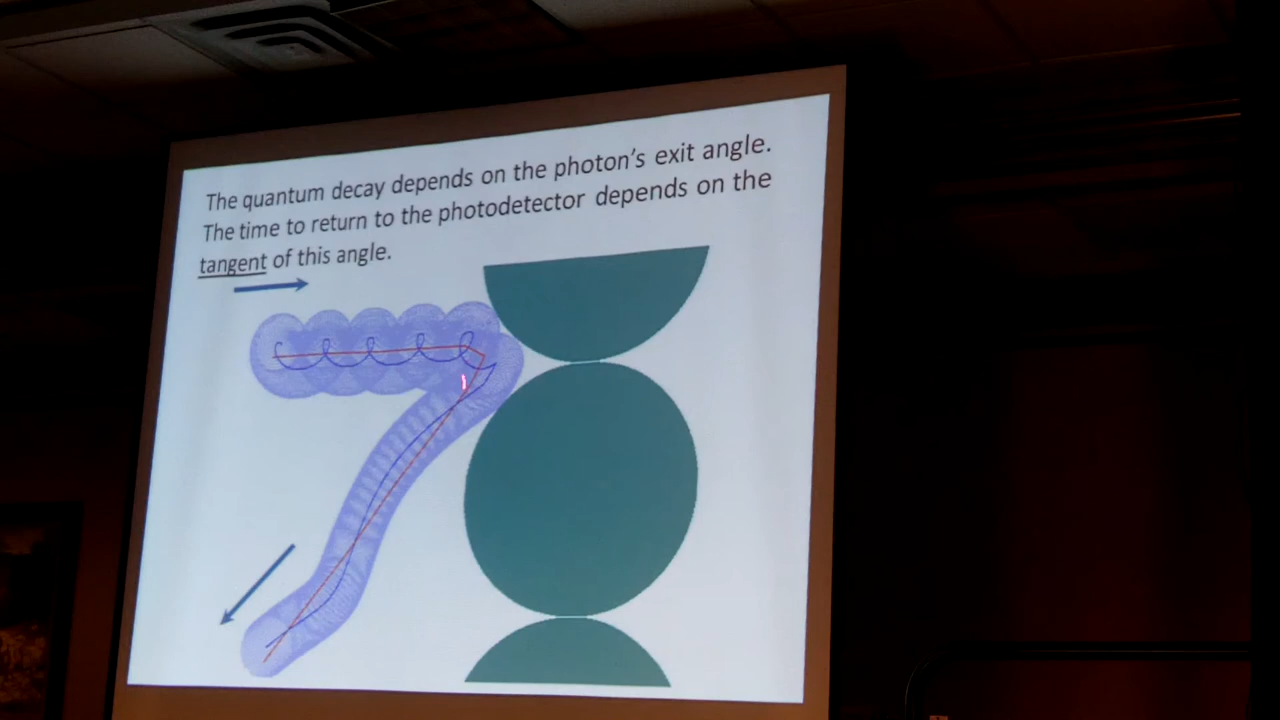 The quantum decay depends on the photon's exit angle.
The time to return to the photodetector depends on the
tangent of this angle.